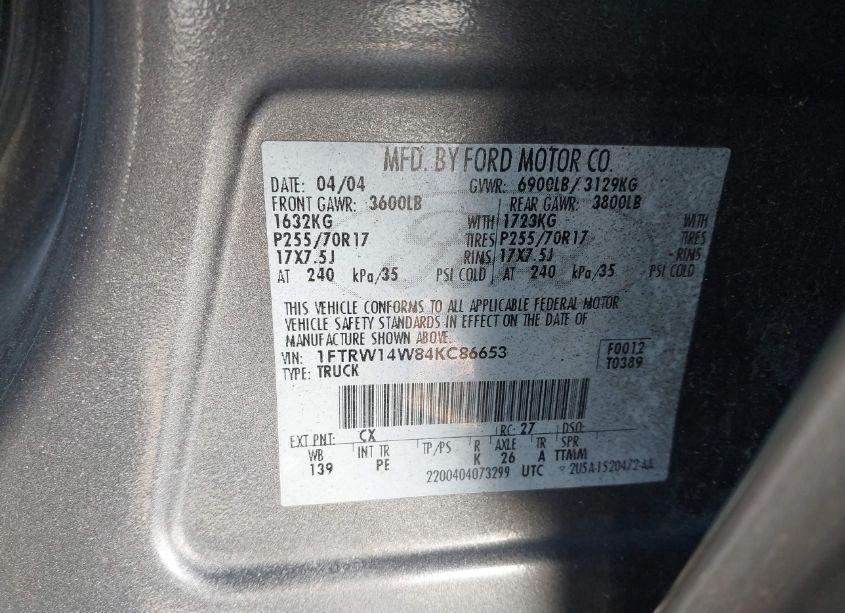 MFD. BY FORD MOTOR CO.
DATE: 04/04 GVWR: 6900LB/3129KG
FRONT GAWR: 3600LB REAR GAWR: 3800LB
1632KG WITH 1723KG WITH
P255/70R17 TIRES P255/70R17 TIRES
17X7.5J RIMS 17X7.5J RIMS
AT 240 kPa/35 PSI COLD AT 240 kPa/35 PSI COLD
THIS VEHICLE CONFORMS TO ALL APPLICABLE FEDERAL MOTOR
VEHICLE SAFETY STANDARDS IN EFFECT ON THE DATE OF
MANUFACTURE SHOWN ABOVE.
VIN: 1FTRW14W84KC86653 F0012
TYPE: TRUCK T0389
EXT PNT: CX RC: 27 DSO:
WB INT TR TP/PS R AXLE TR SPR
139 PE K 26 A TTMM
2200404073299 UTC 2U5A-1520472-AA